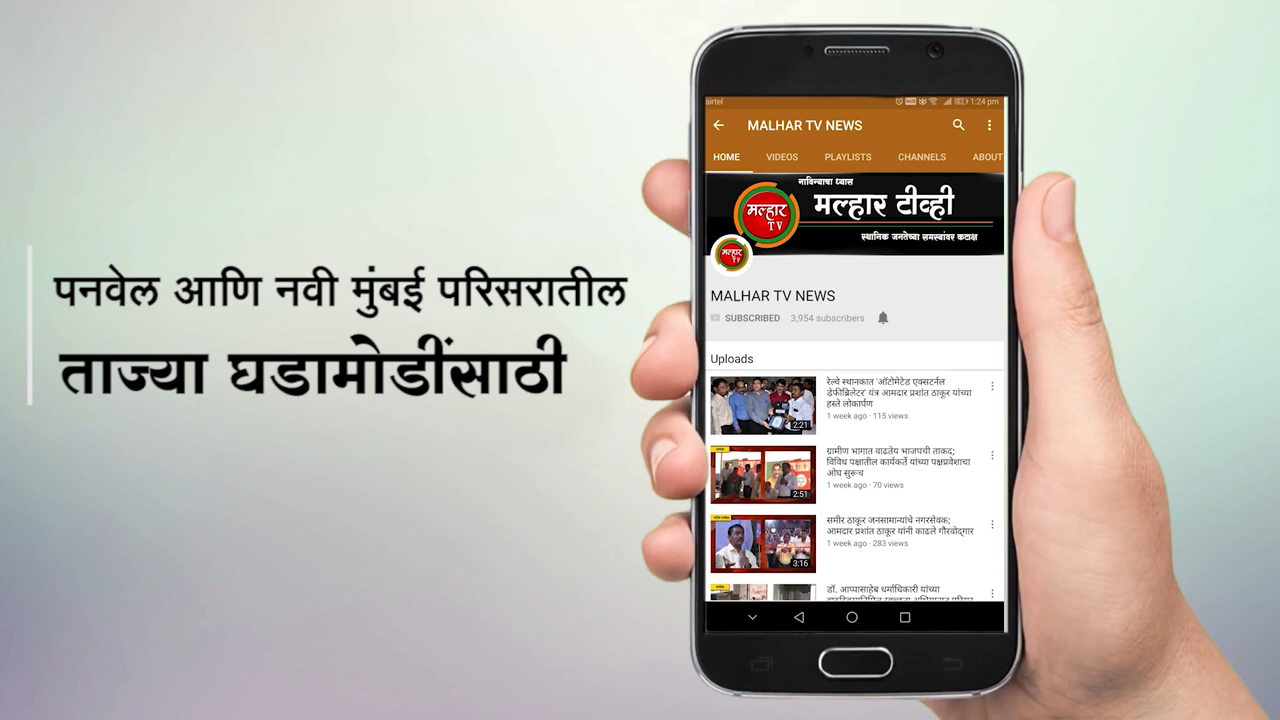 पनवेल आणि नवी मुंबई परिसरातील
ताज्या घडामोडींसाठी
airtel
1:24 pm
MALHAR TV NEWS
HOME VIDEOS PLAYLISTS CHANNELS ABOUT
नाविन्याचा ध्यास
मल्हार टीव्ही
मल्हार
TV
स्थानिक जनतेच्या समस्यांवर कटाक्ष
मल्हार
TV
MALHAR TV NEWS
SUBSCRIBED 3,954 subscribers
Uploads
रेल्वे स्थानकात 'ऑटोमेटेड एक्सटर्नल
डेफीब्रिलेटर' यंत्र आमदार प्रशांत ठाकूर यांच्या
हस्ते लोकार्पण
1 week ago · 115 views
2:21
ग्रामीण भागात वाढतेय भाजपची ताकद;
विविध पक्षातील कार्यकर्ते यांच्या पक्षप्रवेशाचा
ओघ सुरूच
1 week ago · 70 views
2:51
समीर ठाकूर जनसामान्यांचे नगरसेवक;
आमदार प्रशांत ठाकूर यांनी काढले गौरवोद्गार
1 week ago · 283 views
3:16
डॉ. आप्पासाहेब धर्माधिकारी यांच्या